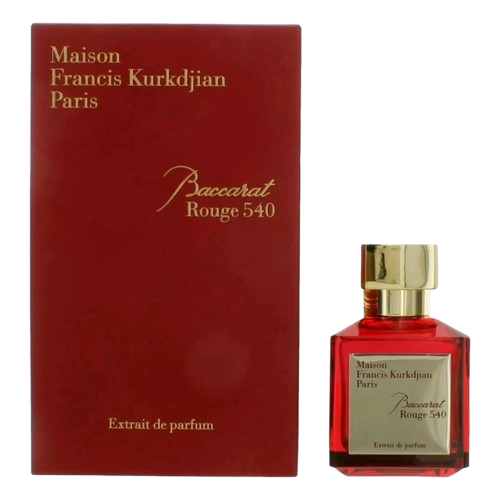 Maison
Francis Kurkdjian
Paris
Baccarat
Rouge 540
Extrait de parfum
Maison
Francis Kurkdjian
Paris
Baccarat
Rouge 540
Extrait de parfum